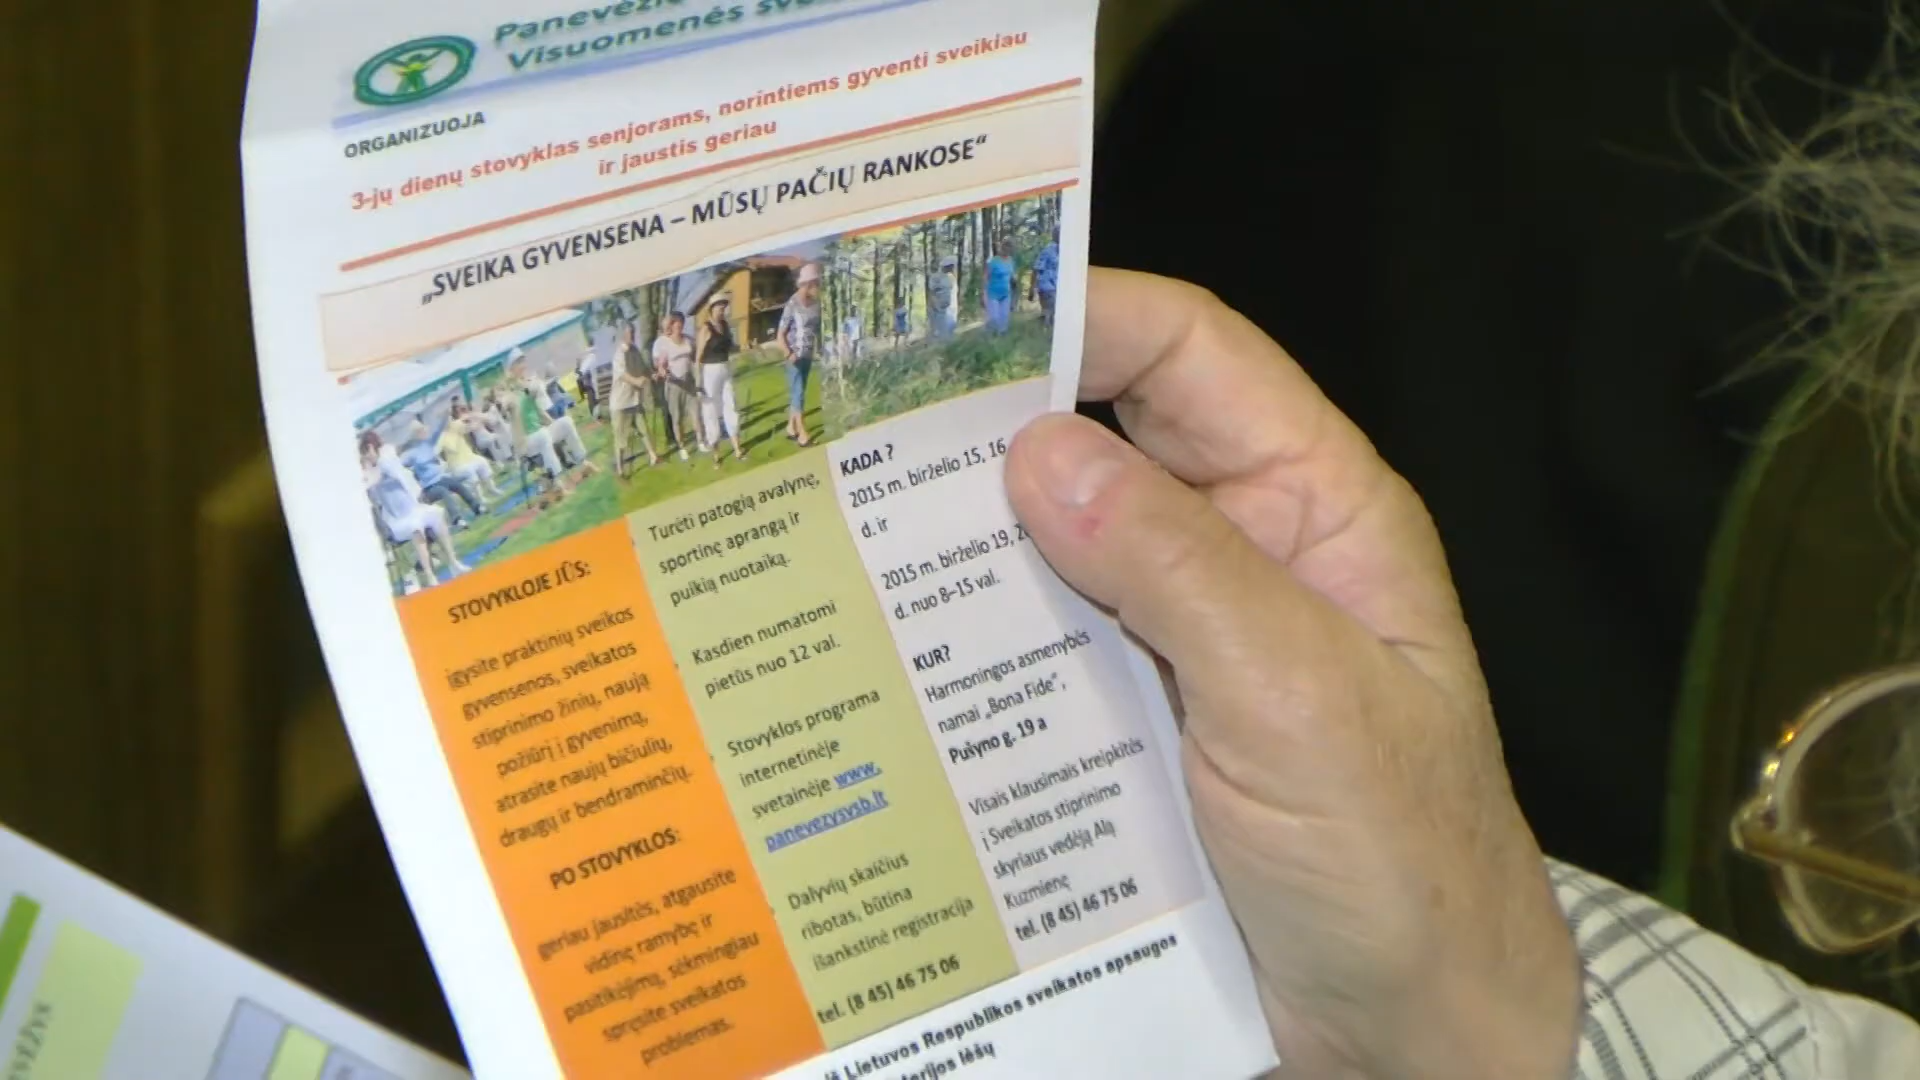 Visuomenės
ORGANIZUOJA
3-jų dienų stovyklas senjorams, norintiems gyventi sveikiau
ir jaustis geriau
„SVEIKA GYVENSENA – MŪSŲ PAČIŲ RANKOSE“
STOVYKLOJE JŪS:
įgysite praktinių sveikos
gyvensenos, sveikatos
stiprinimo žinių, naują
požiūrį į gyvenimą,
atrasite naujų bičiulių,
draugų ir bendraminčių.
PO STOVYKLOS:
geriau jausitės, atgausite
vidinę ramybę ir
pasitikėjimą, sėkmingiau
spręsite sveikatos
problemas.
Turėti patogią avalynę,
sportinę aprangą ir
puikią nuotaiką.
Kasdien numatomi
pietūs nuo 12 val.
Stovyklos programa
internetinėje
svetainėje www.
panevezysvsb.lt
Dalyvių skaičius
ribotas, būtina
išankstinė registracija
tel. (8 45) 46 75 06
KADA ?
2015 m. birželio 15, 16
d. ir
2015 m. birželio 19,
d. nuo 8–15 val.
KUR?
Harmoningos asmenybės
namai „Bona Fide“,
Pušyno g. 19 a
Visais klausimais kreipkitės
į Sveikatos stiprinimo
skyriaus vedėją Alą
Kuzmienę
tel. (8 45) 46 75 06
Lietuvos Respublikos sveikatos apsaugos
lėšų